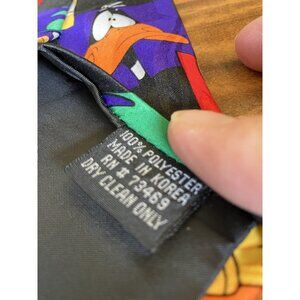 100% POLYESTER
MADE IN KOREA
RN # 73469
DRY CLEAN ONLY